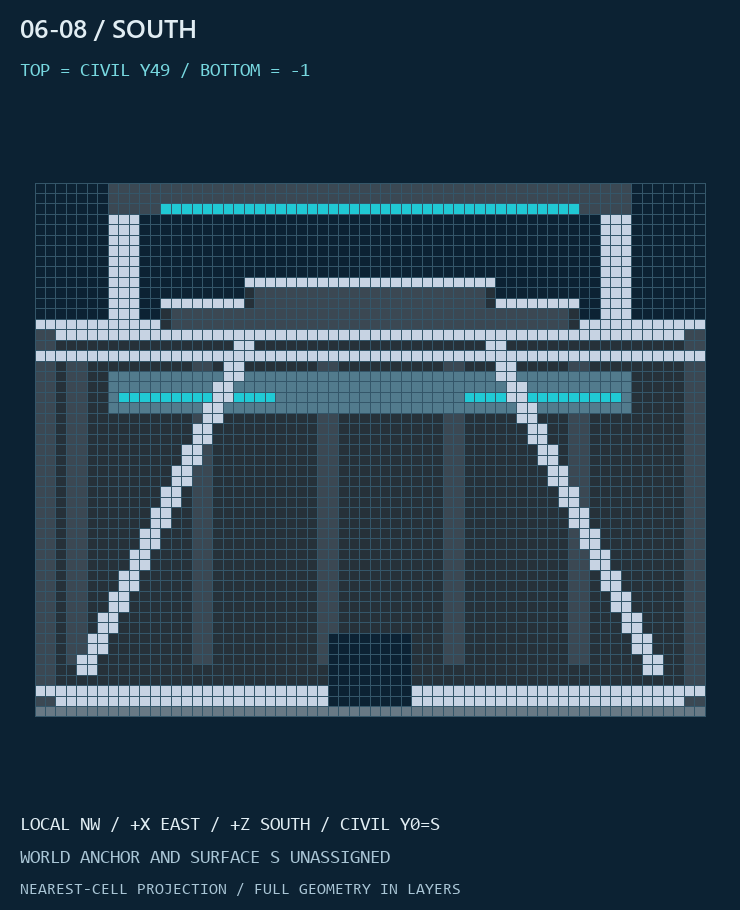 06-08 / SOUTH
TOP = CIVIL Y49 / BOTTOM = -1
LOCAL NW / +X EAST / +Z SOUTH / CIVIL Y0=S
WORLD ANCHOR AND SURFACE S UNASSIGNED
NEAREST-CELL PROJECTION / FULL GEOMETRY IN LAYERS